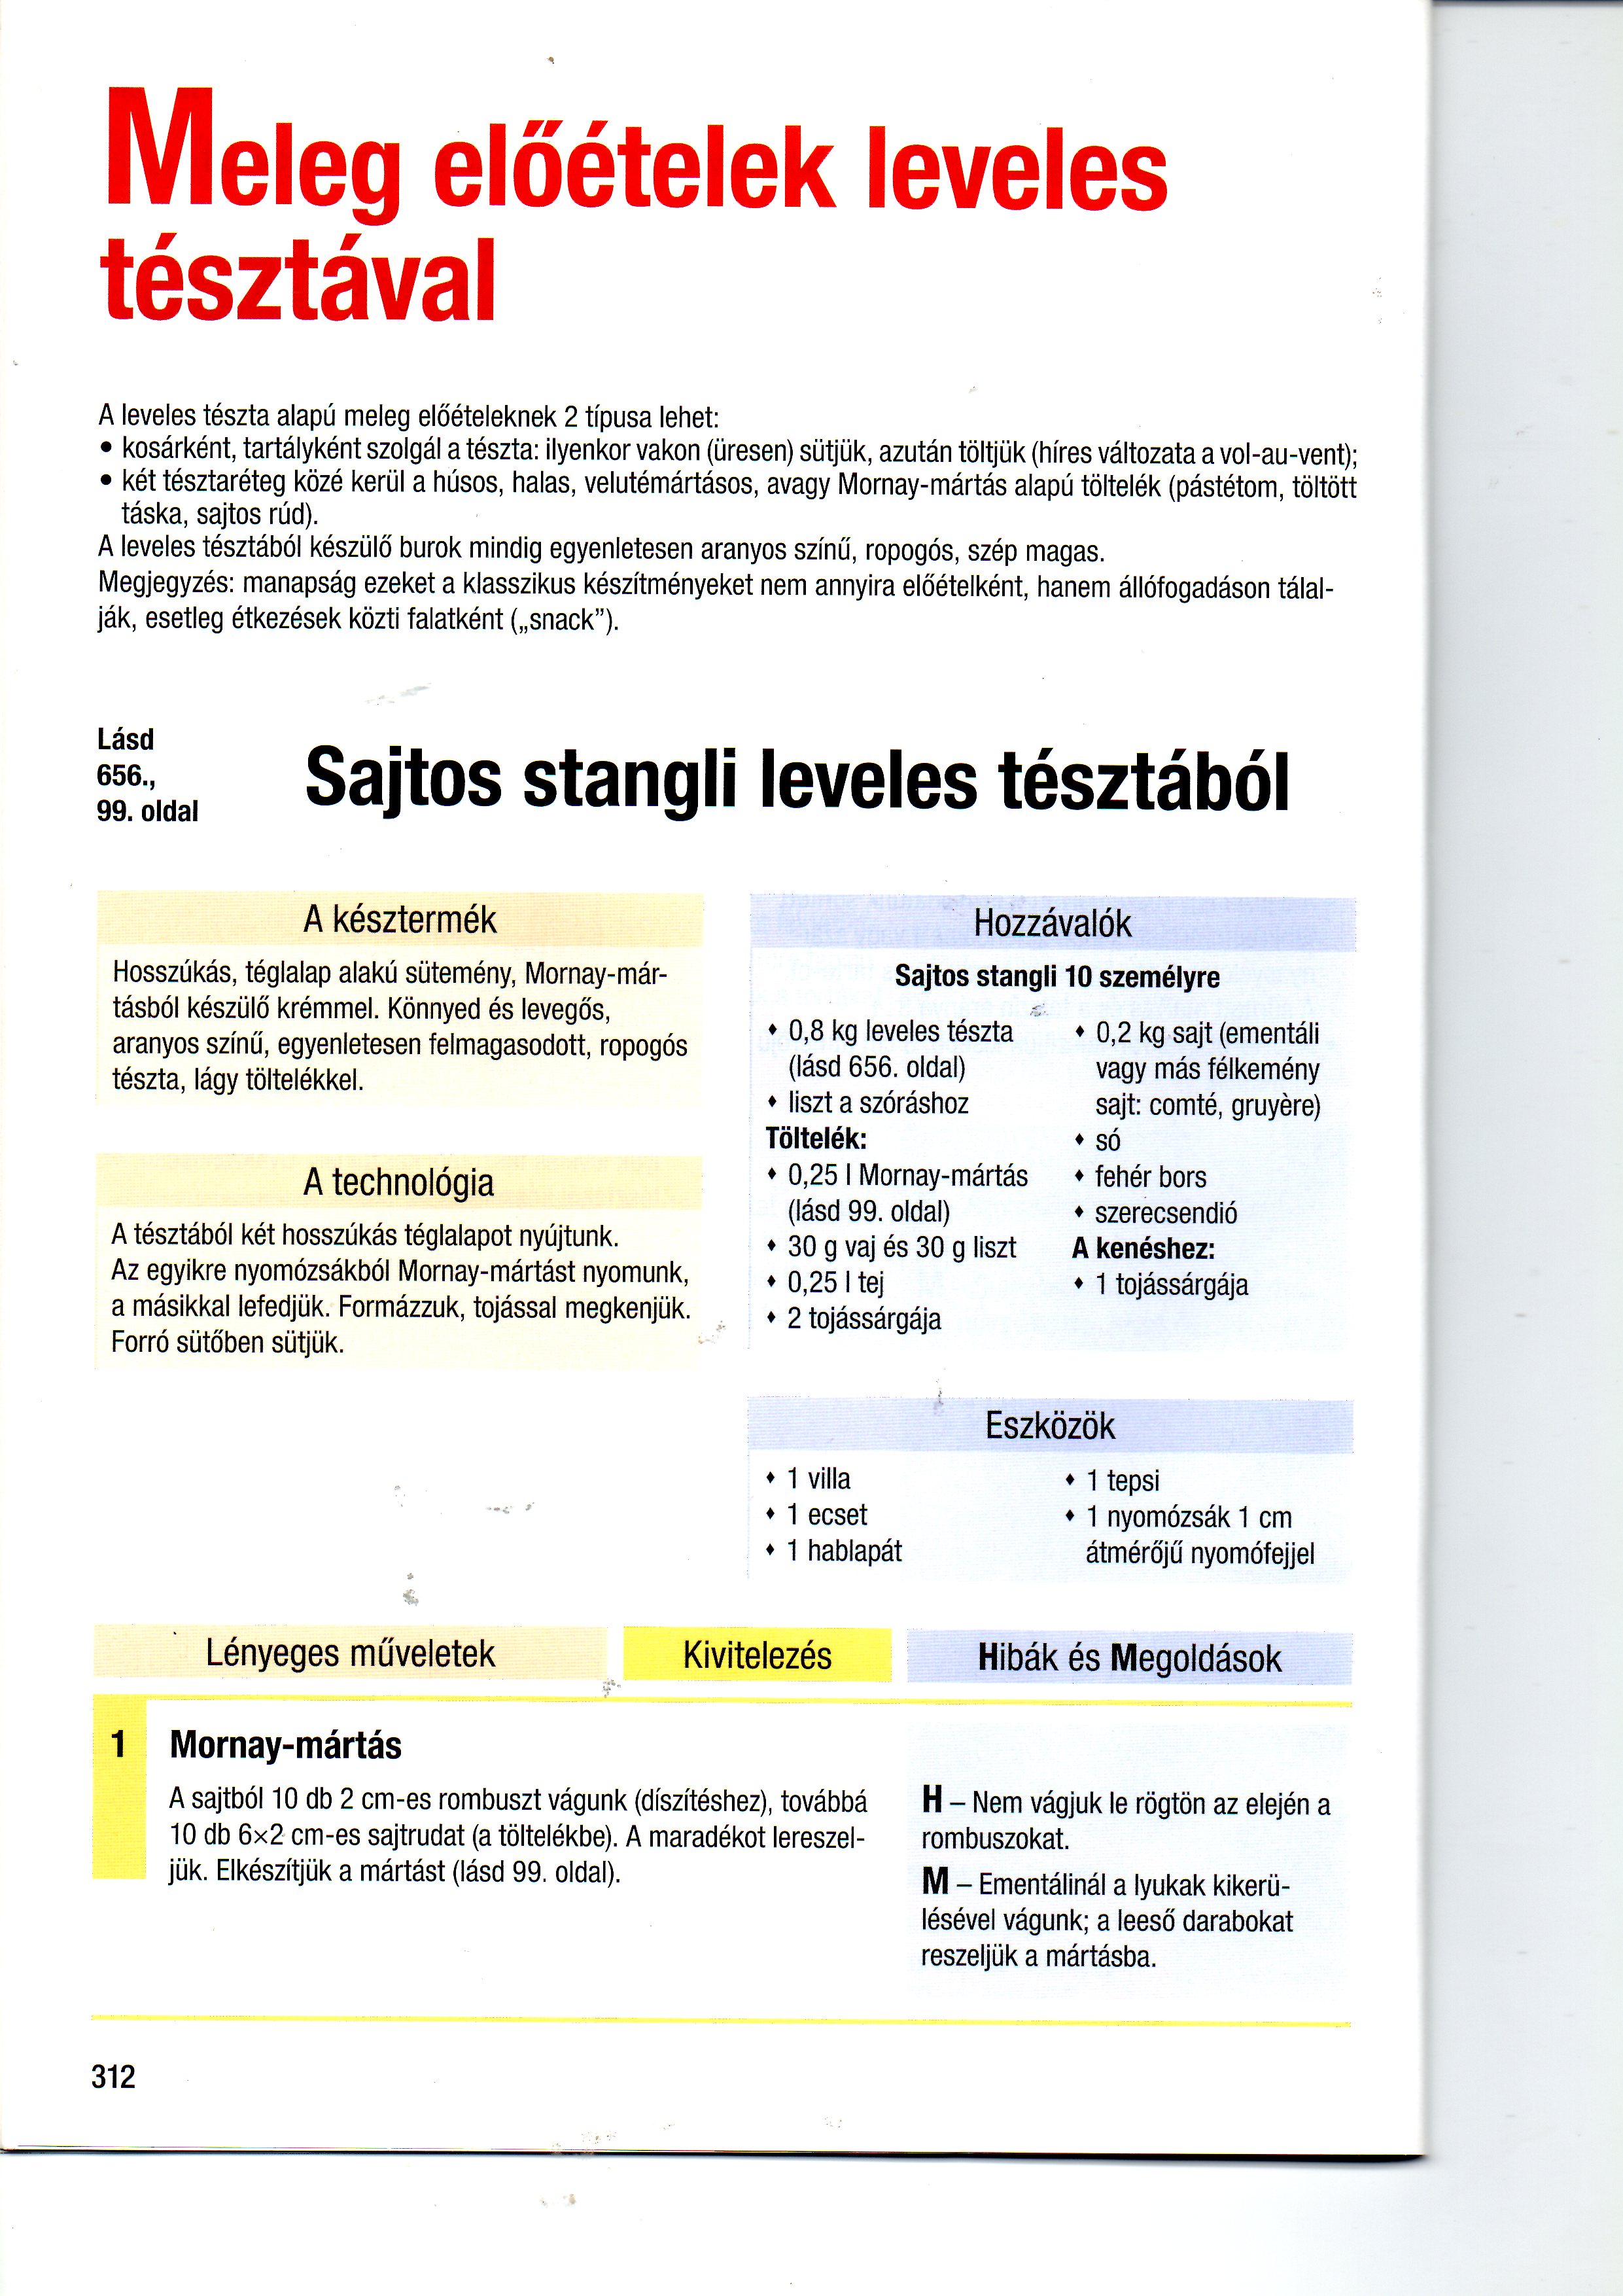 Meleg előételek leveles
tésztával
A leveles tészta alapú meleg előételeknek 2 típusa lehet:
• kosárként, tartályként szolgál a tészta: ilyenkor vakon (üresen) sütjük, azután töltjük (híres változata a vol-au-vent);
• két tésztaréteg közé kerül a húsos, halas, velutémártásos, avagy Mornay-mártás alapú töltelék (pástétom, töltött
táska, sajtos rúd).
A leveles tésztából készülő burok mindig egyenletesen aranyos színű, ropogós, szép magas.
Megjegyzés: manapság ezeket a klasszikus készítményeket nem annyira előételként, hanem állófogadáson tálal-
ják, esetleg étkezések közti falatként („snack”).
Lásd
656.,
99. oldal
Sajtos stangli leveles tésztából
A késztermék
Hosszúkás, téglalap alakú sütemény, Mornay-már-
tásból készülő krémmel. Könnyed és levegős,
aranyos színű, egyenletesen felmagasodott, ropogós
tészta, lágy töltelékkel.
A technológia
A tésztából két hosszúkás téglalapot nyújtunk.
Az egyikre nyomózsákból Mornay-mártást nyomunk,
a másikkal lefedjük. Formázzuk, tojással megkenjük.
Forró sütőben sütjük.
Hozzávalók
Sajtos stangli 10 személyre
♦ 0,8 kg leveles tészta
(lásd 656. oldal)
♦ liszt a szóráshoz
Töltelék:
♦ 0,25 l Mornay-mártás
(lásd 99. oldal)
♦ 30 g vaj és 30 g liszt
♦ 0,25 l tej
♦ 2 tojássárgája
♦ 0,2 kg sajt (ementáli
vagy más félkemény
sajt: comté, gruyère)
♦ só
♦ fehér bors
♦ szerecsendió
A kenéshez:
♦ 1 tojássárgája
Eszközök
♦ 1 villa
♦ 1 ecset
♦ 1 hablapát
♦ 1 tepsi
♦ 1 nyomózsák 1 cm
átmérőjű nyomófejjel
Lényeges műveletek
Kivitelezés
Hibák és Megoldások
1 Mornay-mártás
A sajtból 10 db 2 cm-es rombuszt vágunk (díszítéshez), továbbá
10 db 6×2 cm-es sajtrudat (a töltelékbe). A maradékot lereszel-
jük. Elkészítjük a mártást (lásd 99. oldal).
H – Nem vágjuk le rögtön az elején a
rombuszokat.
M – Ementálinál a lyukak kikerü-
lésével vágunk; a leeső darabokat
reszeljük a mártásba.
312